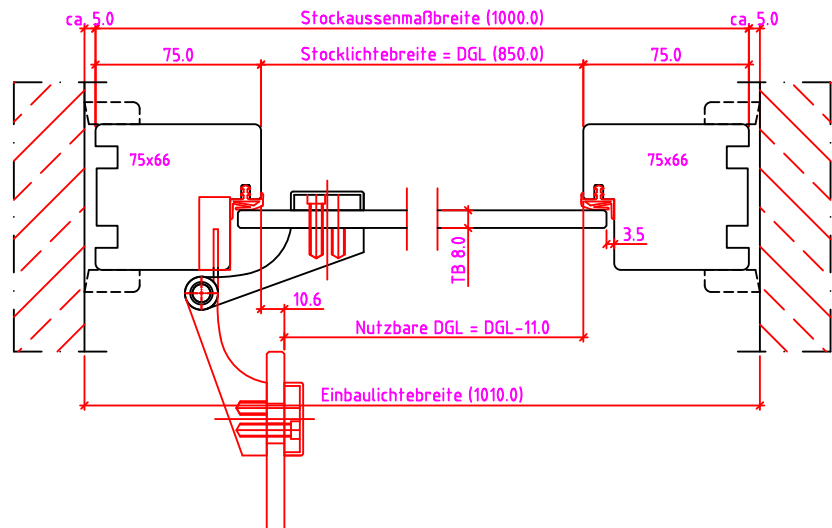 Stockaussenmaßbreite (1000.0)
ca. 5.0
ca. 5.0
75.0
Stocklichtebreite = DGL (850.0)
75.0
75x66
75x66
3.5
TB 8.0
10.6
Nutzbare DGL = DGL-11.0
Einbaulichtebreite (1010.0)